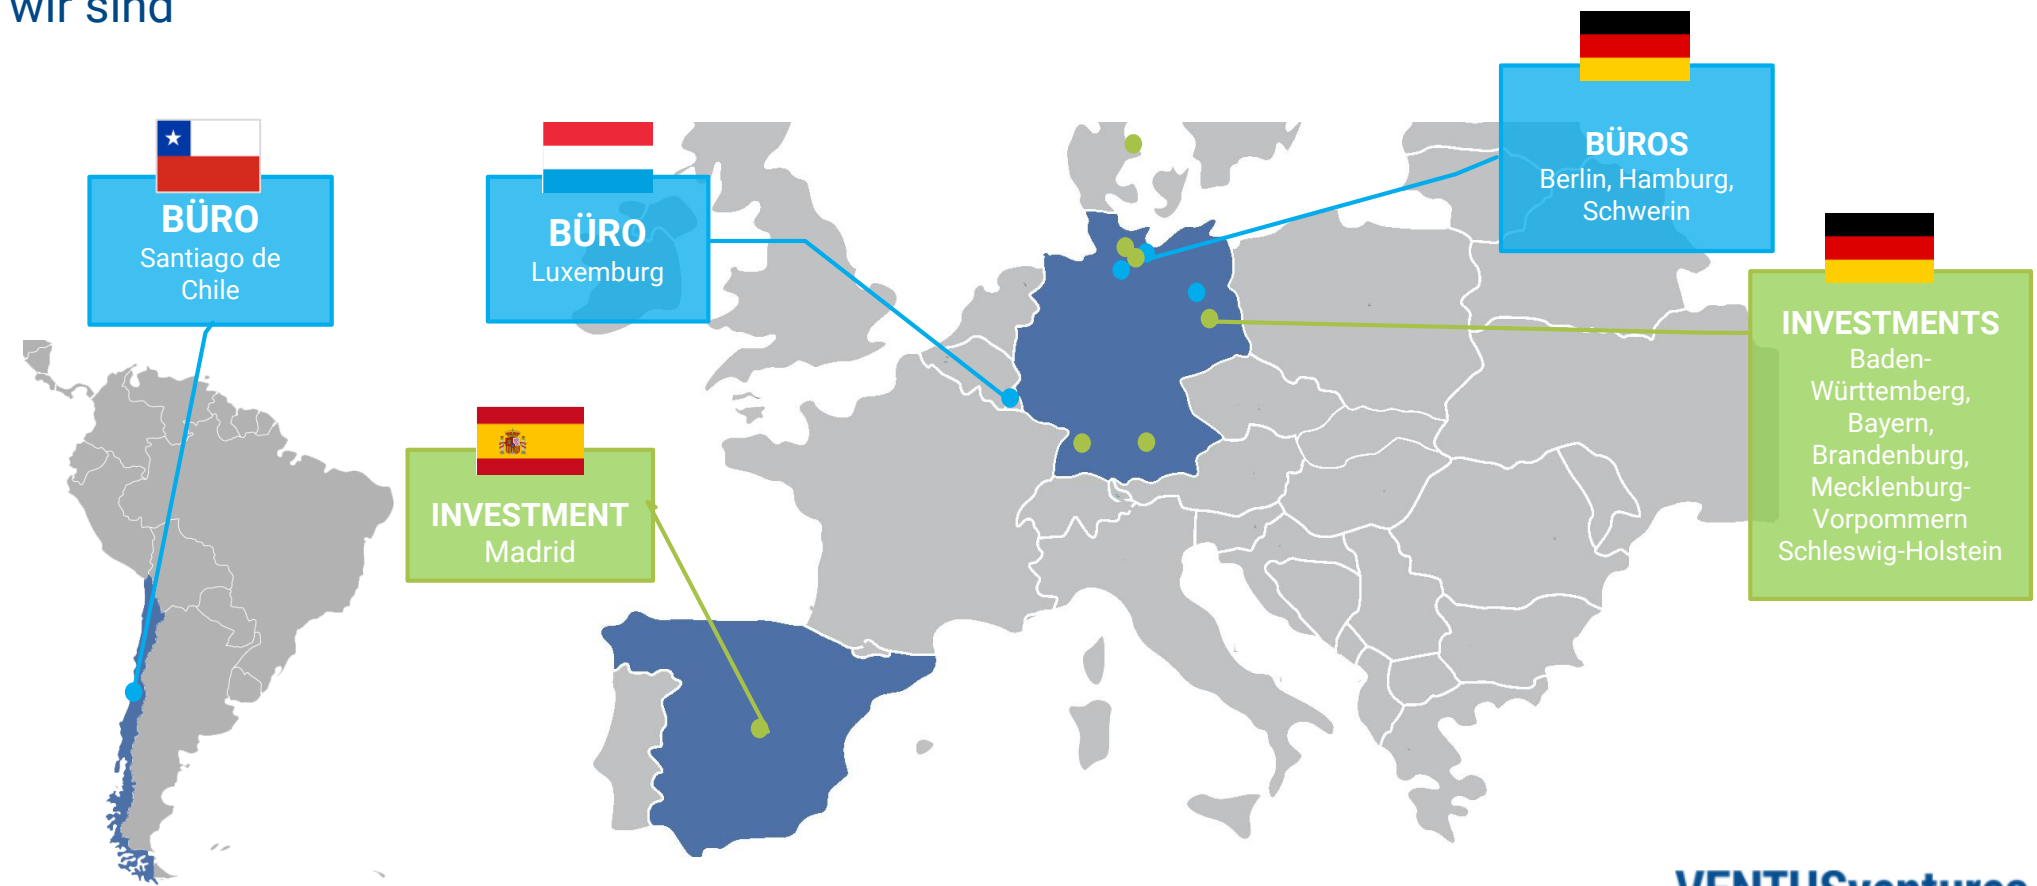 wir sind
BÜROS
Berlin, Hamburg,
Schwerin
BÜRO
Santiago de
Chile
BÜRO
Luxemburg
INVESTMENTS
Baden-
Württemberg,
Bayern,
Brandenburg,
Mecklenburg-
Vorpommern
Schleswig-Holstein
INVESTMENT
Madrid
VENTUSventures